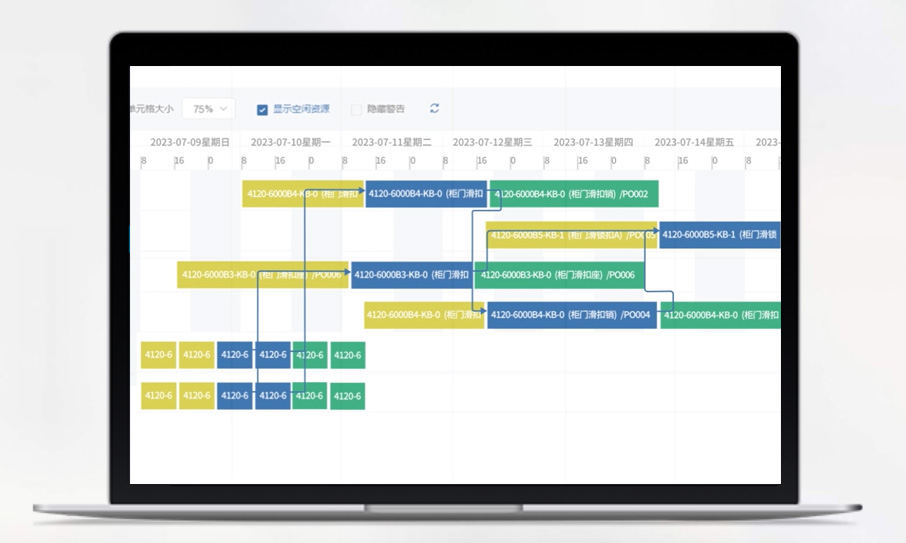 单元格大小 75% 显示空闲资源 隐藏警告
2023-07-09星期日 2023-07-10星期一 2023-07-11星期二 2023-07-12星期三 2023-07-13星期四 2023-07-14星期五 2023-
8 16 0 8 16 0 8 16 0 8 16 0 8 16 0 8 16 0 8
4120-6000B4-KB-0 (柜门滑扣 4120-6000B4-KB-0 (柜门滑扣 4120-6000B4-KB-0 (柜门滑扣销) /PO002
4120-6000B5-KB-1 (柜门滑锁扣A) /PO005 4120-6000B5-KB-1 (柜门滑锁
4120-6000B3-KB-0 (柜门滑扣座) /PO006 4120-6000B3-KB-0 (柜门滑扣 4120-6000B3-KB-0 (柜门滑扣座) /PO006
4120-6000B4-KB-0 (柜门滑扣 4120-6000B4-KB-0 (柜门滑扣销) /PO004 4120-6000B4-KB-0 (柜门滑扣
4120-6 4120-6 4120-6 4120-6 4120-6 4120-6
4120-6 4120-6 4120-6 4120-6 4120-6 4120-6